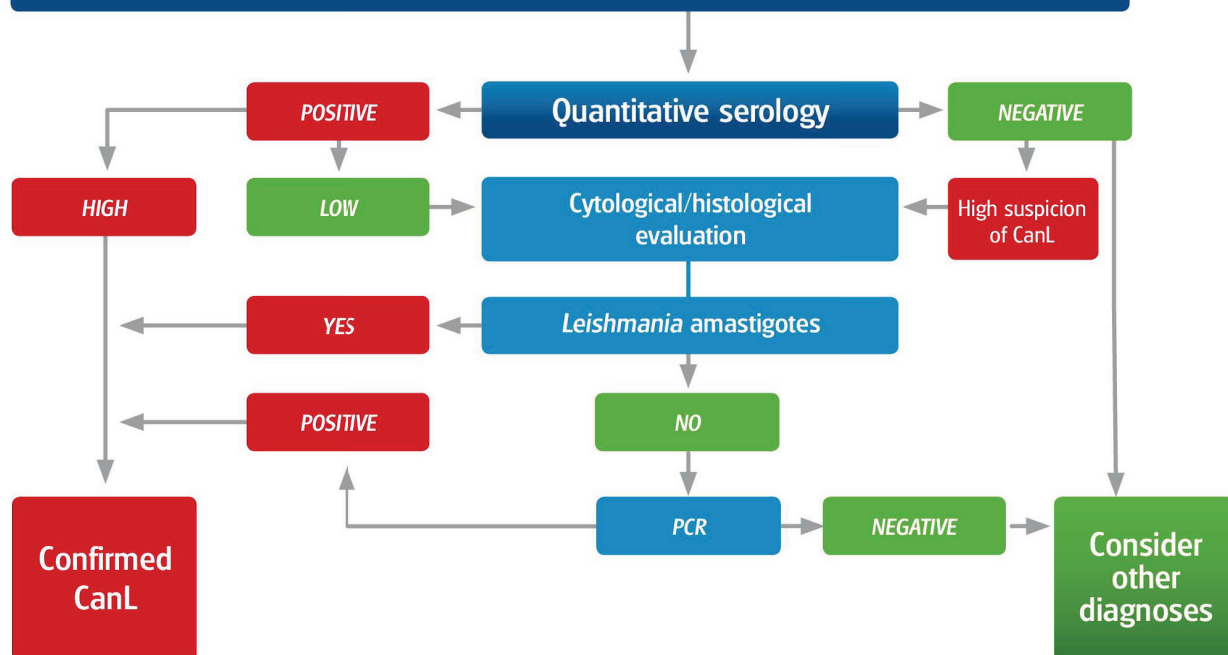 POSITIVE
Quantitative serology
NEGATIVE
HIGH
LOW
Cytological/histological
evaluation
High suspicion
of CanL
YES
Leishmania amastigotes
POSITIVE
NO
Confirmed
CanL
PCR
NEGATIVE
Consider
other
diagnoses